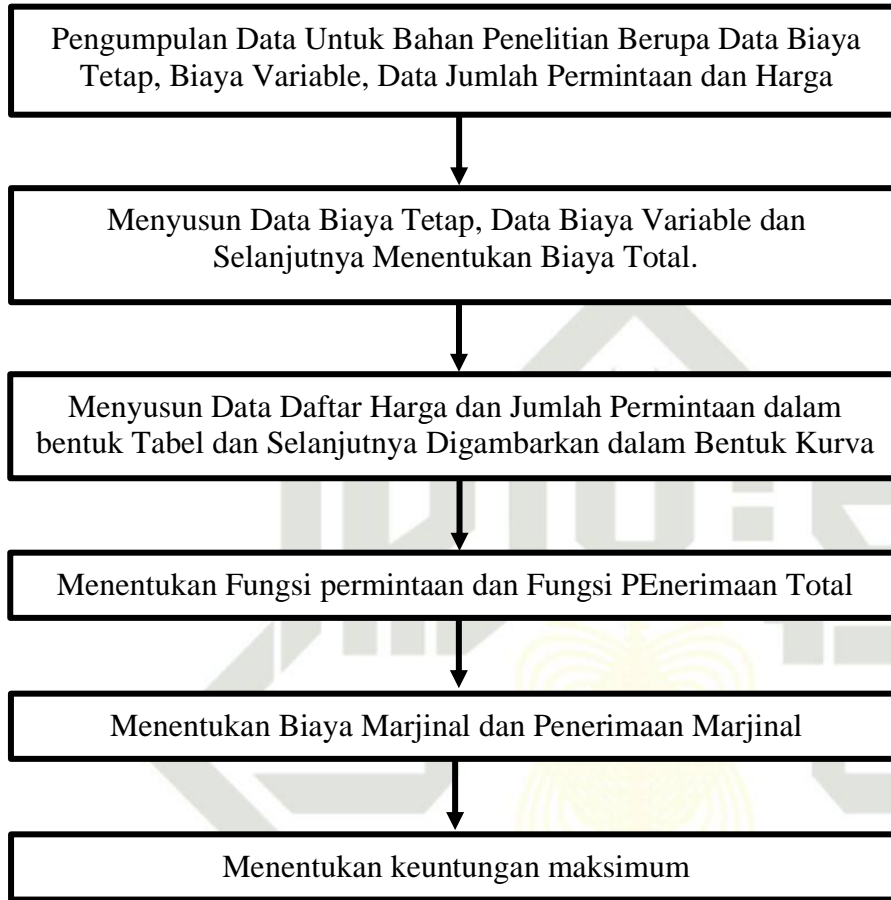 Pengumpulan Data Untuk Bahan Penelitian Berupa Data Biaya
Tetap, Biaya Variable, Data Jumlah Permintaan dan Harga
Menyusun Data Biaya Tetap, Data Biaya Variable dan
Selanjutnya Menentukan Biaya Total.
Menyusun Data Daftar Harga dan Jumlah Permintaan dalam
bentuk Tabel dan Selanjutnya Digambarkan dalam Bentuk Kurva
Menentukan Fungsi permintaan dan Fungsi PEnerimaan Total
Menentukan Biaya Marjinal dan Penerimaan Marjinal
Menentukan keuntungan maksimum